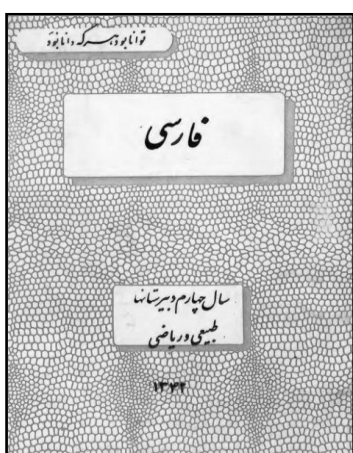 توانا بود هر که دانا بود
فارسی
سال چهارم دبیرستانها
طبیعی و ریاضی
۱۳۴۲